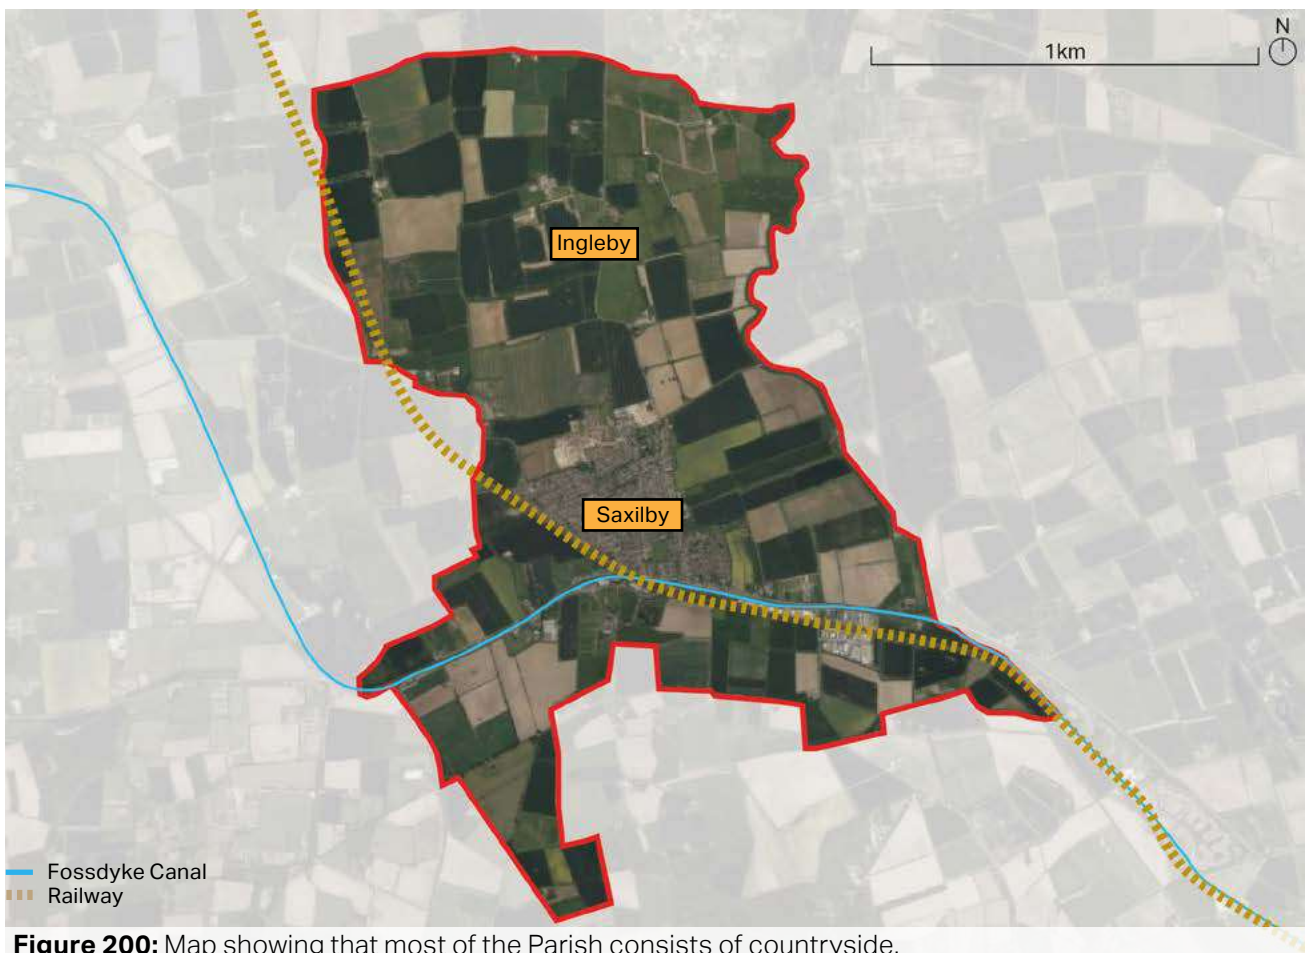 N
1km
Ingleby
Saxilby
Fossdyke Canal
Railway
Figure 200: Map showing that most of the Parish consists of countryside.